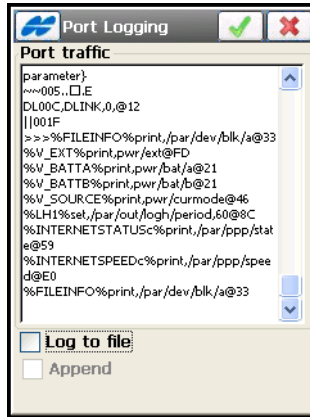 Port Logging
Port traffic
parameter}
~~005..□.E
DL00C,DLINK,0,@12
||001F
>>>%FILEINFO%print,/par/dev/blk/a@33
%V_EXT%print,pwr/ext@FD
%V_BATTA%print,pwr/bat/a@21
%V_BATTB%print,pwr/bat/b@21
%V_SOURCE%print,pwr/curmode@46
%LH1%set,/par/out/logh/period,60@8C
%INTERNETSTATUSc%print,/par/ppp/stat
e@59
%INTERNETSPEEDc%print,/par/ppp/spee
d@E0
%FILEINFO%print,/par/dev/blk/a@33
Log to file
Append